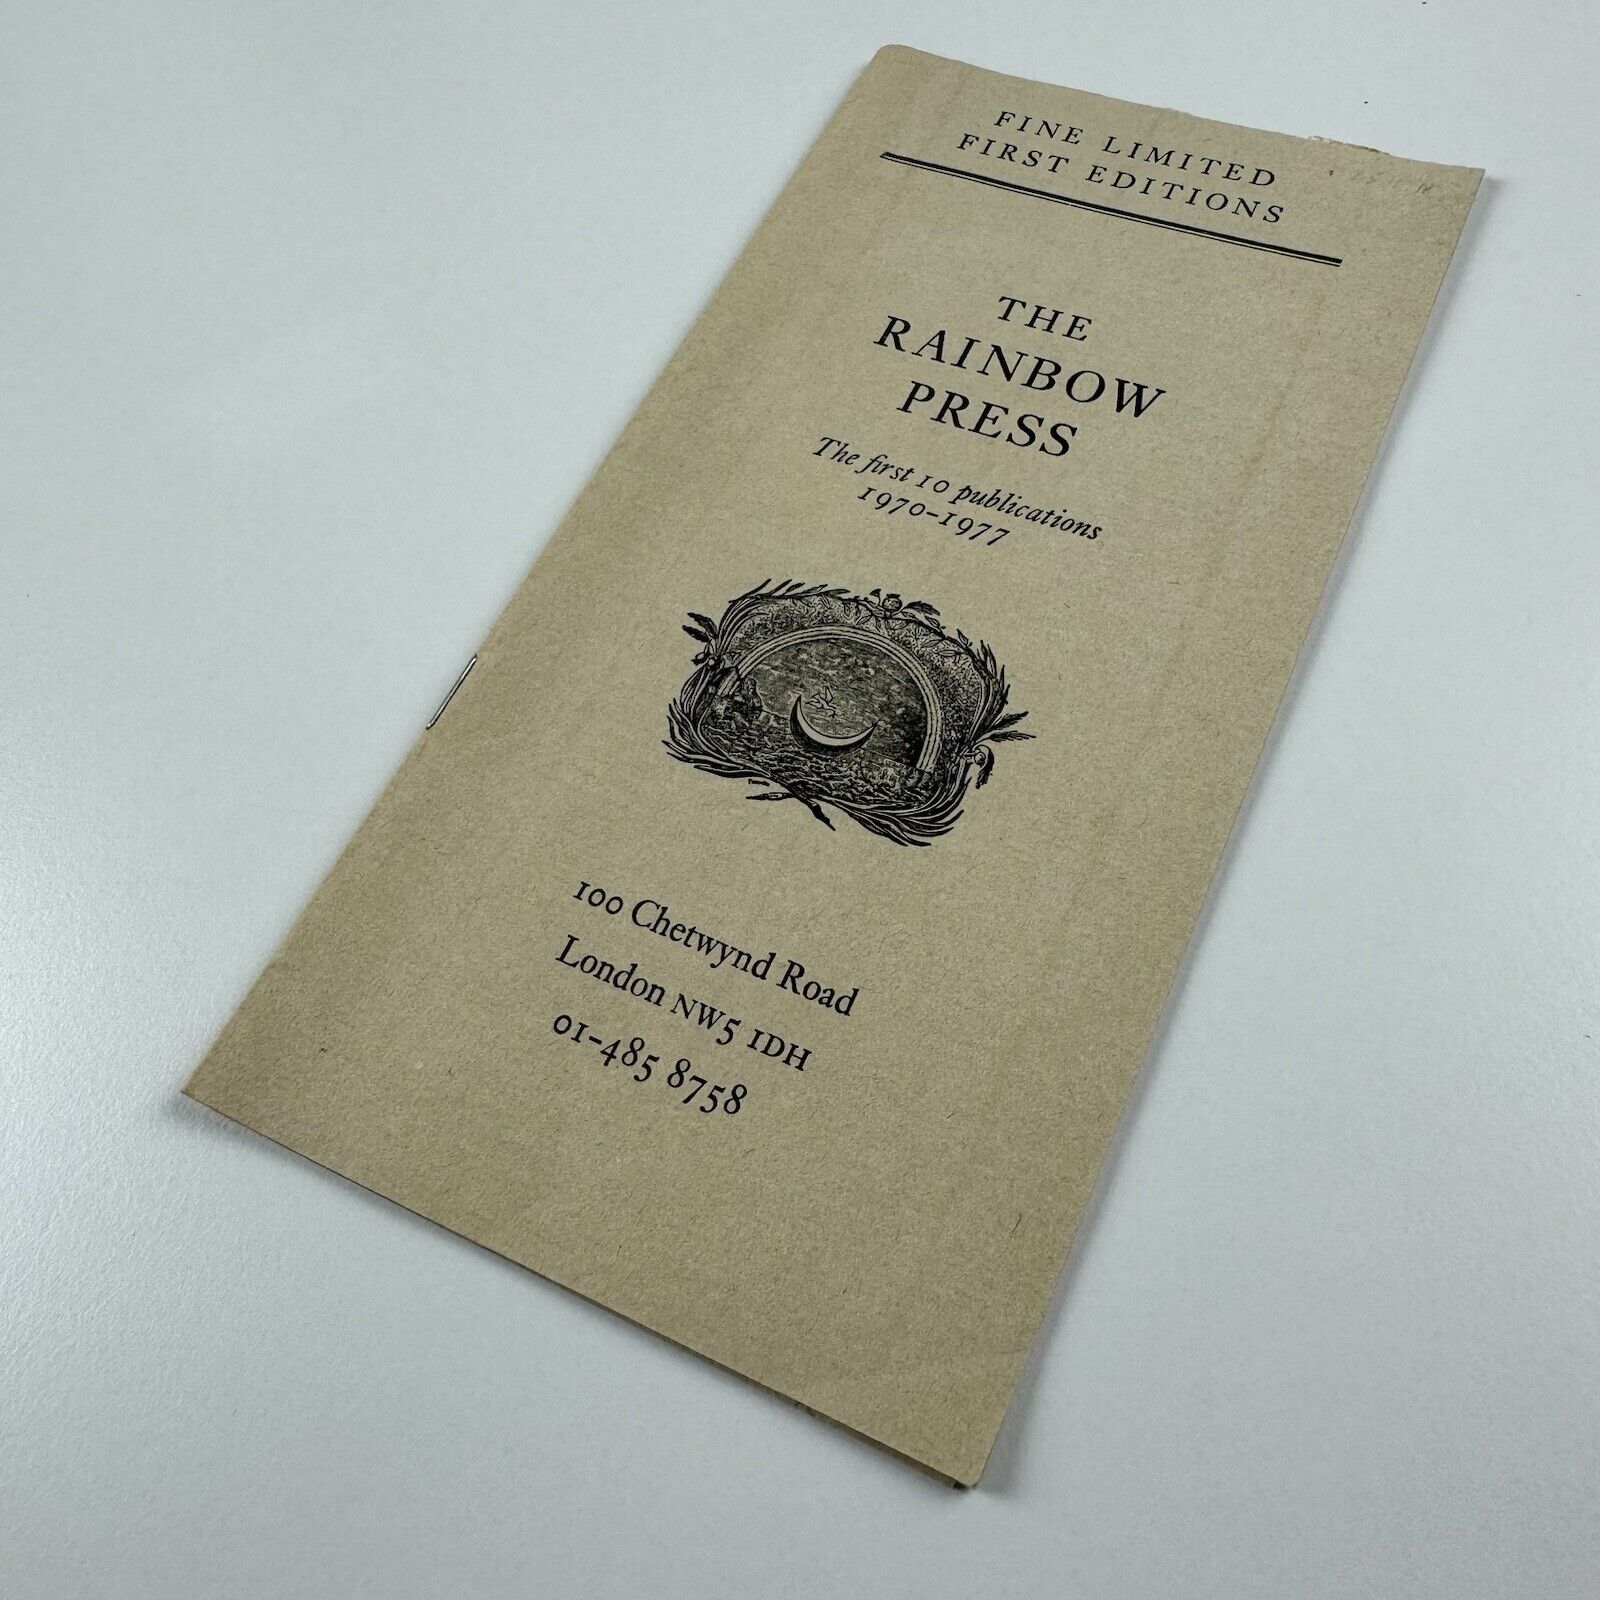 FINE LIMITED
FIRST EDITIONS
THE
RAINBOW
PRESS
The first 10 publications
1970-1977
100 Chetwynd Road
London NW5 1DH
01-485 8758